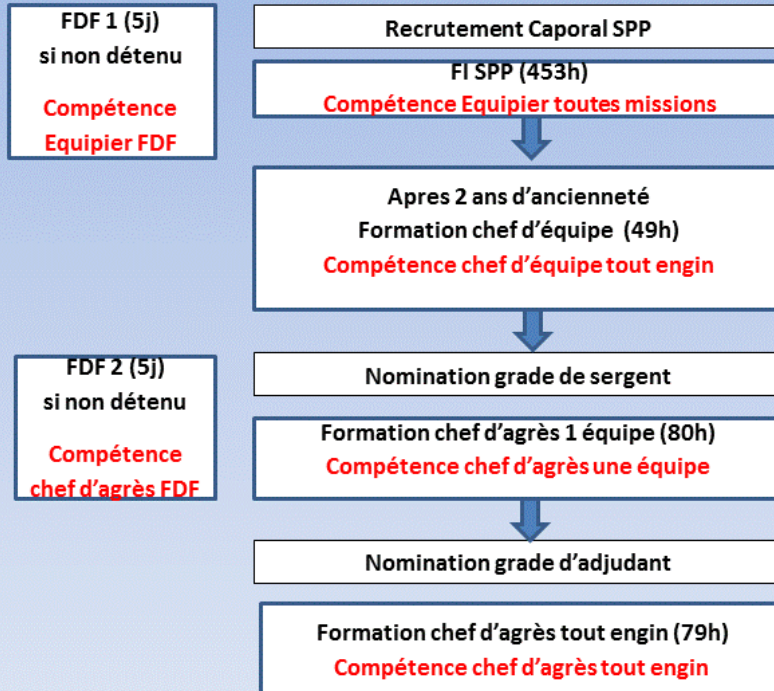 FDF 1 (5j)
si non détenu
Compétence
Equipier FDF
Recrutement Caporal SPP
FI SPP (453h)
Compétence Equipier toutes missions
Apres 2 ans d'ancienneté
Formation chef d'équipe (49h)
Compétence chef d'équipe tout engin
FDF 2 (5j)
si non détenu
Compétence
chef d'agrès FDF
Nomination grade de sergent
Formation chef d'agrès 1 équipe (80h)
Compétence chef d'agrès une équipe
Nomination grade d'adjudant
Formation chef d'agrès tout engin (79h)
Compétence chef d'agrès tout engin